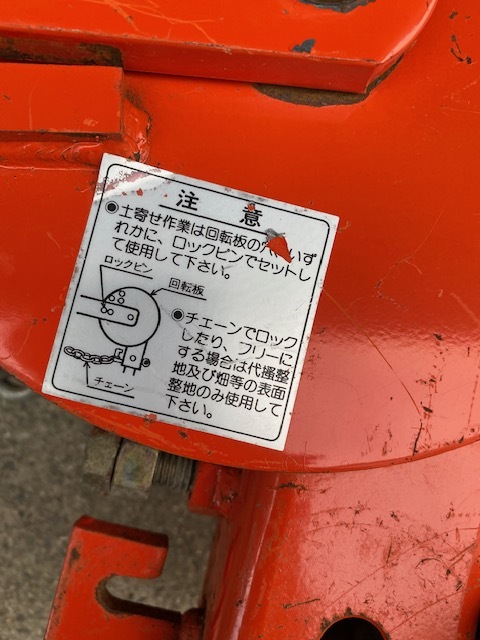 注意
●土寄せ作業は回転板の穴、いず
れかに、ロックピンでセットし
て使用して下さい。
ロックピン
回転板
●チェーンでロック
したり、フリーに
する場合は代掻整
地及び畑等の表面
整地のみ使用して
下さい。
チェーン